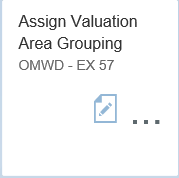 Assign Valuation
Area Grouping
OMWD - EX 57
...